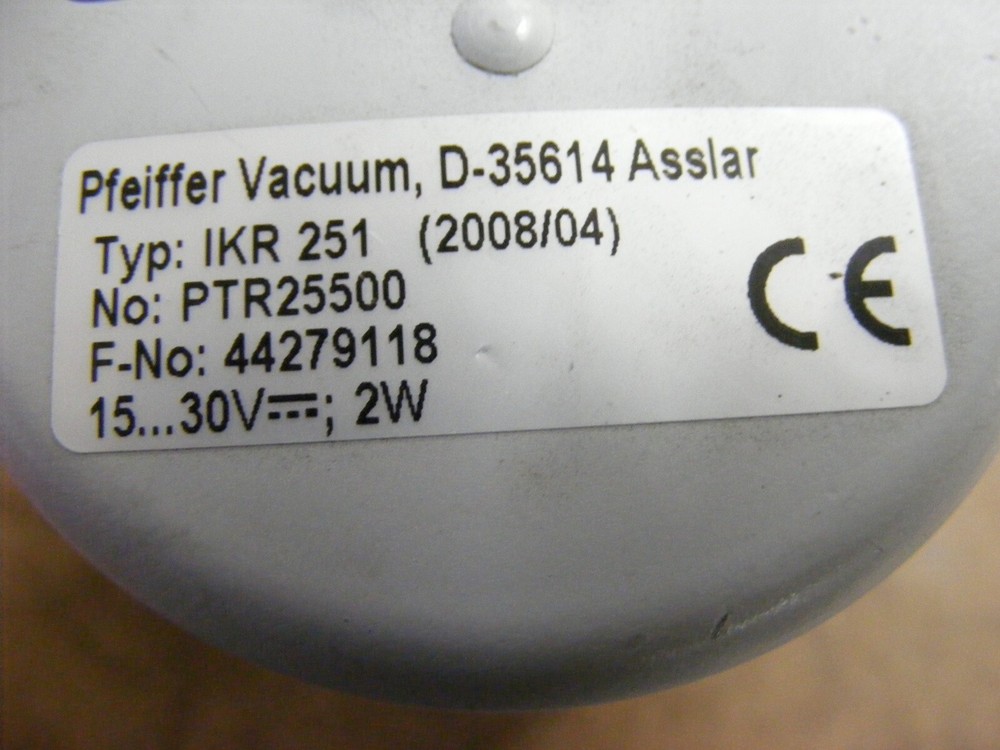 Pfeiffer Vacuum, D-35614 Asslar
Typ: IKR 251 (2008/04)
No: PTR25500
F-No: 44279118
15...30V⎓; 2W
CE